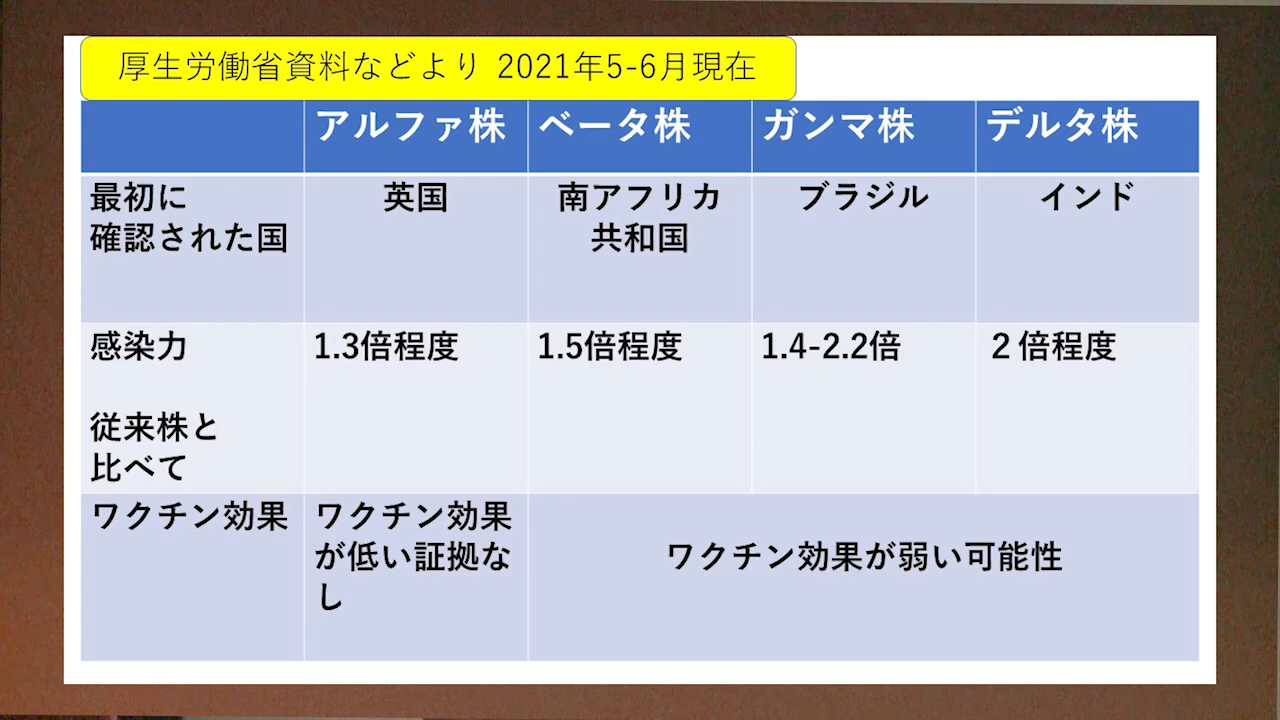 厚生労働省資料などより 2021年5-6月現在
アルファ株 ベータ株 ガンマ株 デルタ株
最初に
確認された国
英国
南アフリカ
共和国
ブラジル
インド
感染力
従来株と
比べて
1.3倍程度
1.5倍程度
1.4-2.2倍
２倍程度
ワクチン効果
ワクチン効果
が低い証拠な
し
ワクチン効果が弱い可能性